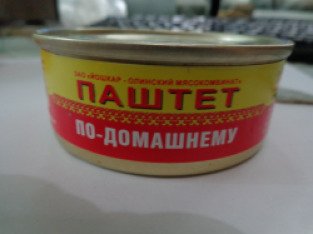 ЗАО «ЙОШКАР - ОЛИНСКИЙ МЯСОКОМБИНАТ»
ПАШТЕТ
ПО-ДОМАШНЕМУ